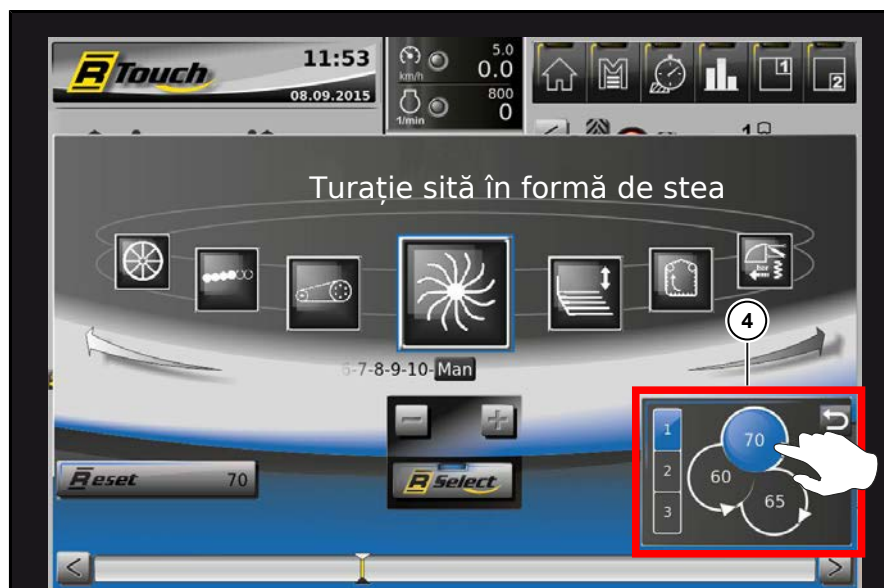 R Touch
11:53
08.09.2015
km/h
5.0
0.0
1/min
800
0
1
2
1
Turație sită în formă de stea
bar
4
6-7-8-9-10-Man
1
2
3
70
60
65
Reset 70
R Select